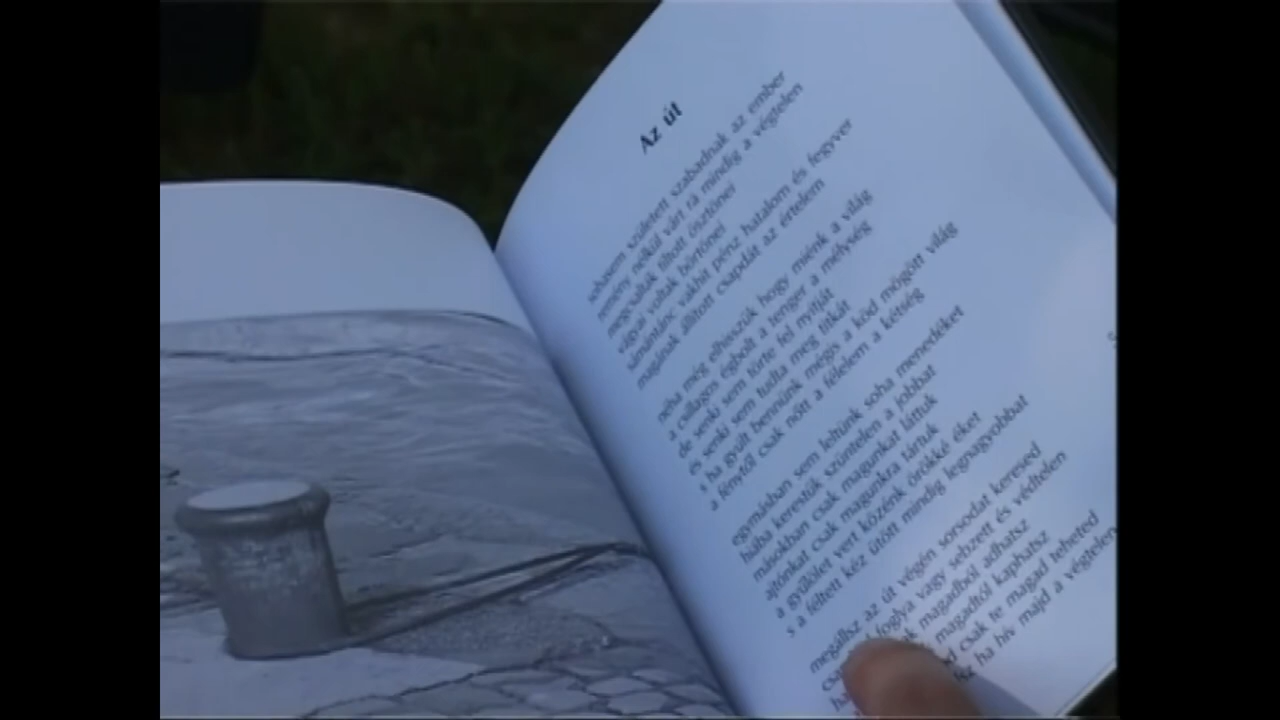 Az út
sohasem született szabadnak az ember
remény nélkül várt rá mindig a végtelen
megcsalták tiltott ösztönei
vágyai voltak börtönei
sámántánc vakhit pénz hatalom és fegyver
magának állított csapdát az értelem
néha még elhisszük hogy miénk a világ
a csillagos égbolt a tenger a mélység
de senki sem törte fel nyitját
és senki sem tudta meg titkát
s ha gyúlt bennünk mégis a köd mögött világ
a fénytől csak nőtt a félelem a kétség
egymásban sem leltünk soha menedéket
hiába kerestük szüntelen a jobbat
másokban csak magunkat láttuk
ajtónkat csak magunkra tártuk
a gyűlölet vert közénk örökké éket
s a féltett kéz ütött mindig legnagyobbat
megállsz az út végén sorsodat keresed
foglya vagy sebzett és védtelen
magadból adhatsz
magadtól kaphatsz
csak te magad teheted
ha hív majd a végtelen